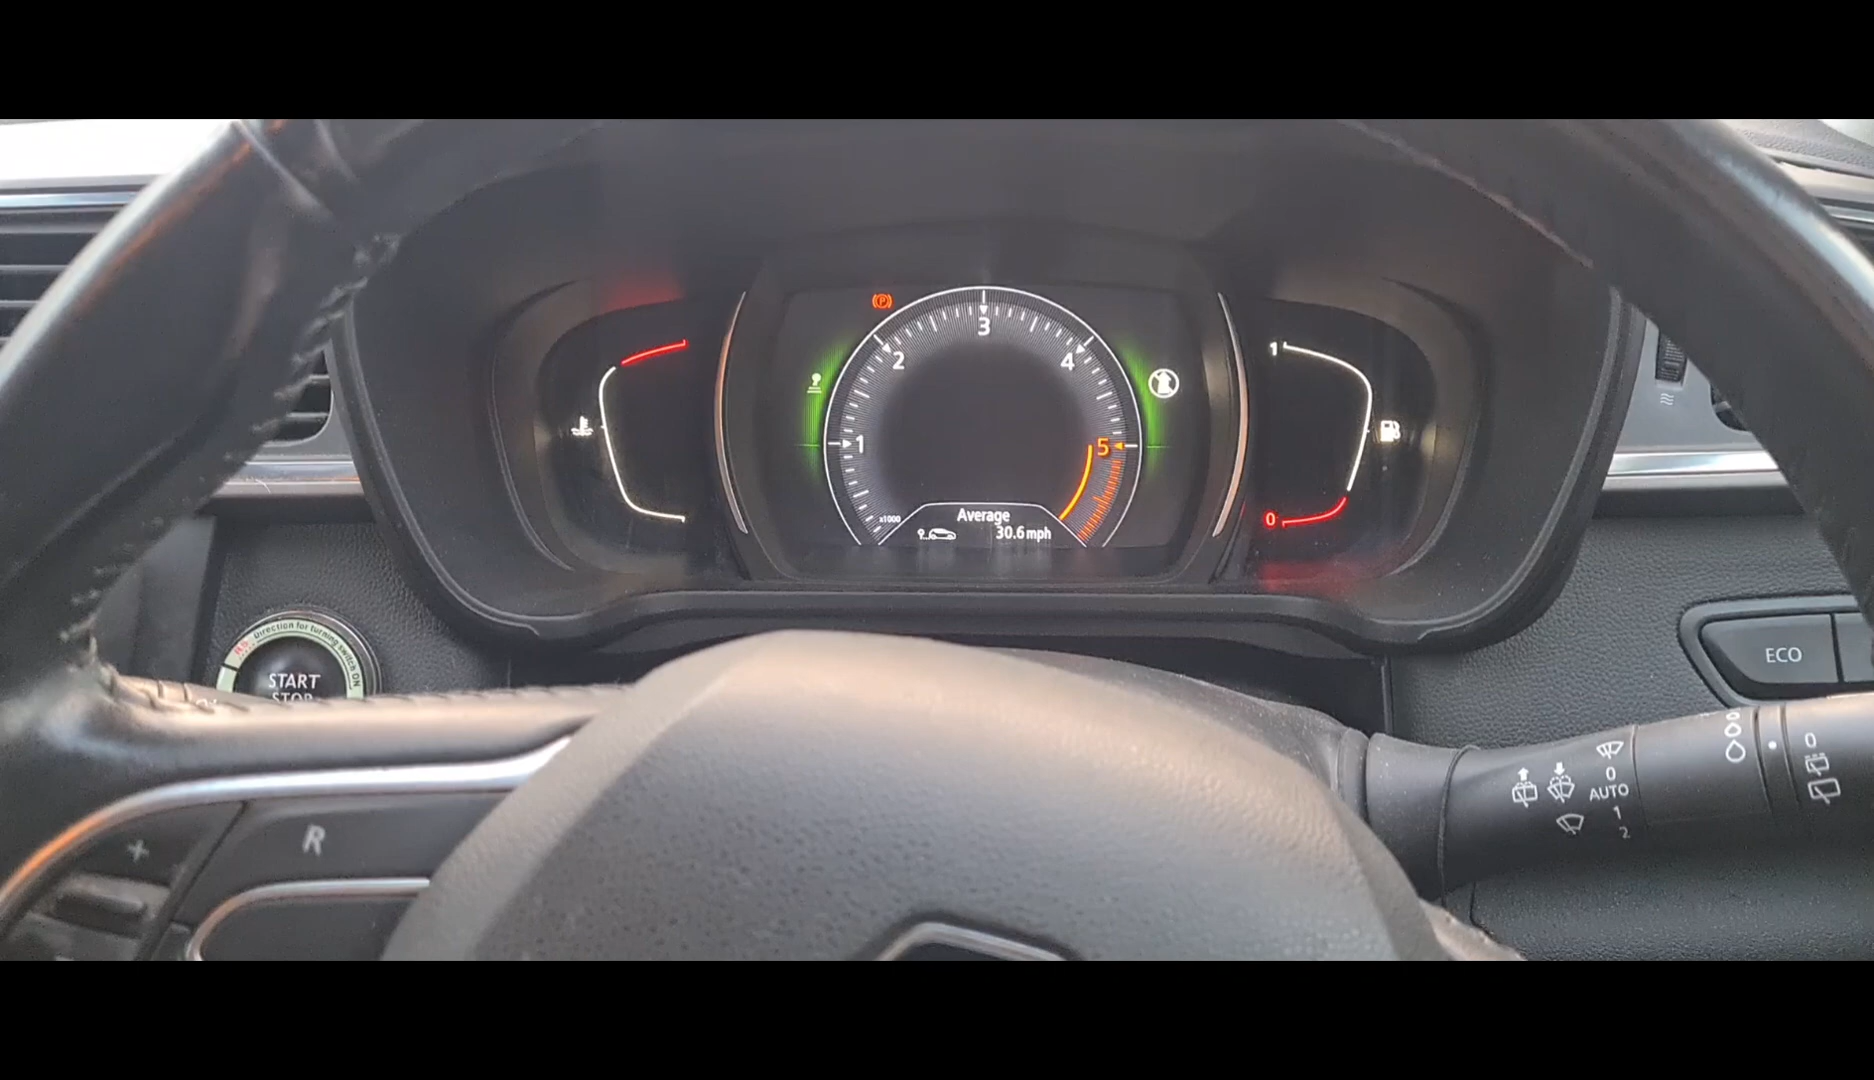 3
P
2
4
1
1
5
x1000
Average
30.6 mph
0
Direction for turning switch ON
START
STOP
ECO
0
0
AUTO
1
2
R
+